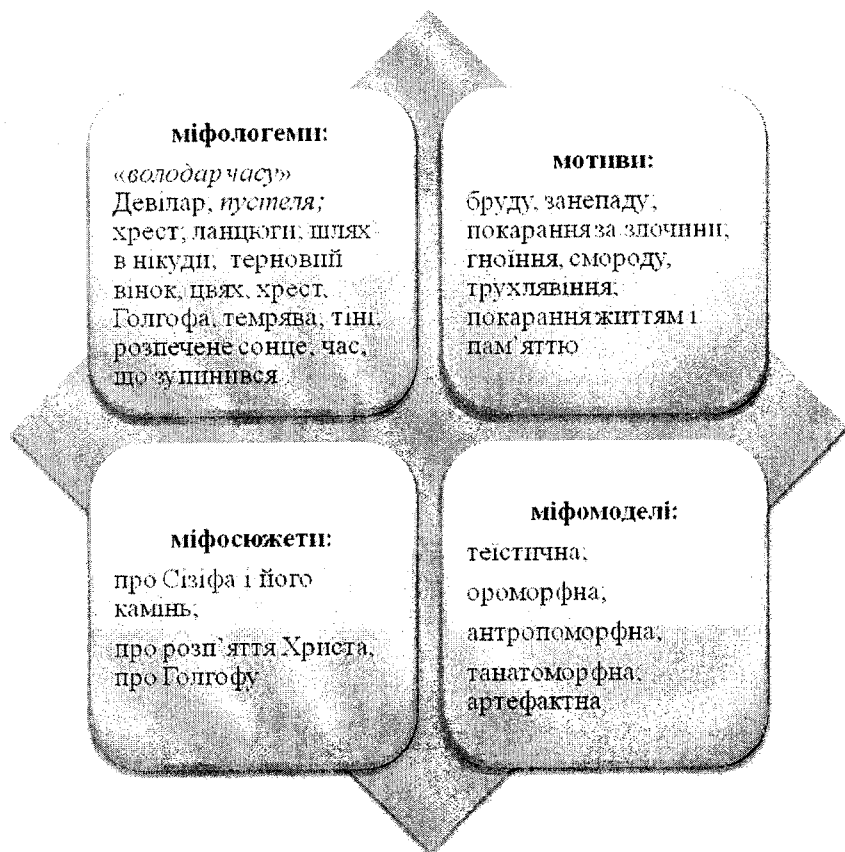 міфологеми:
«володар часу»
Девілар, пустеля;
хрест; ланцюги; шлях
в нікуди; терновий
вінок, цвях, хрест,
Голгофа, темрява, тіні,
розпечене сонце, час,
що зупинився
мотиви:
бруду, занепаду;
покарання за злочини;
гноїння, смороду,
трухлявіння;
покарання життям і
пам’яттю
міфосюжети:
про Сізіфа і його
камінь;
про розп’яття Христа,
про Голгофу
міфомоделі:
теїстична;
ороморфна;
антропоморфна;
танатоморфна;
артефактна